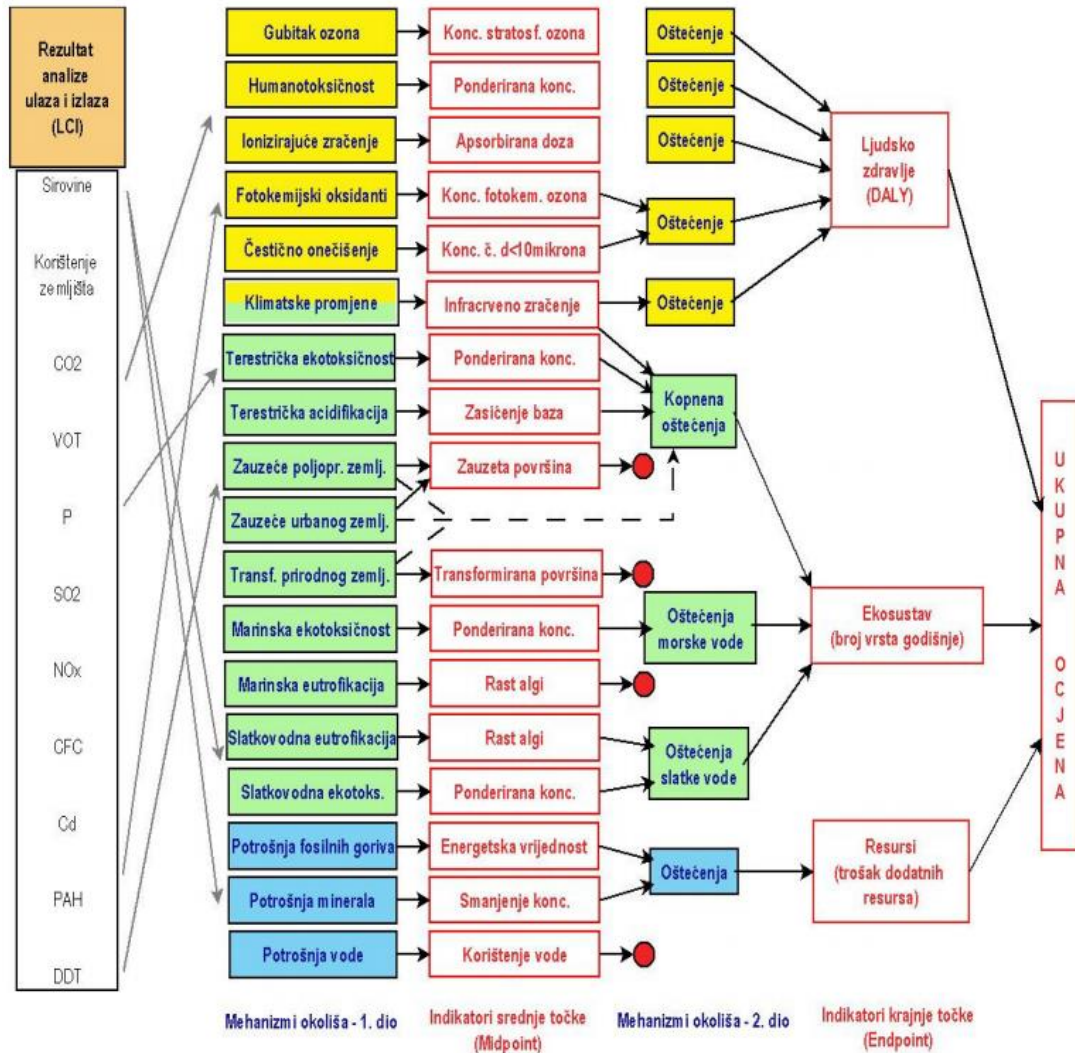 Rezultat
analize
ulaza i izlaza
(LCI)
Sirovine
Korištenje
zemljišta
CO2
VOT
P
SO2
NOx
CFC
Cd
PAH
DDT
Gubitak ozona
Humanotoksičnost
Ionizirajuće zračenje
Fotokemijski oksidanti
Čestično onečišenje
Klimatske promjene
Terestrička ekotoksičnost
Terestrička acidifikacija
Zauzeće poljopr. zemlj.
Zauzeće urbanog zemlj.
Transf. prirodnog zemlj.
Marinska ekotoksičnost
Marinska eutrofikacija
Slatkovodna eutrofikacija
Slatkovodna ekotoks.
Potrošnja fosilnih goriva
Potrošnja minerala
Potrošnja vode
Mehanizmi okoliša - 1. dio
Konc. stratosf. ozona
Ponderirana konc.
Apsorbirana doza
Konc. fotokem. ozona
Konc. č. d<10mikrona
Infracrveno zračenje
Ponderirana konc.
Zasičenje baza
Zauzeta površina
Transformirana površina
Ponderirana konc.
Rast algi
Rast algi
Ponderirana konc.
Energetska vrijednost
Smanjenje konc.
Korištenje vode
Indikatori srednje točke
(Midpoint)
Oštećenje
Oštećenje
Oštećenje
Oštećenje
Oštećenje
Kopnena
oštećenja
Oštećenja
morske vode
Oštećenja
slatke vode
Oštećenja
Mehanizmi okoliša - 2. dio
Ljudsko
zdravlje
(DALY)
Ekosustav
(broj vrsta godišnje)
Resursi
(trošak dodatnih
resursa)
Indikatori krajnje točke
(Endpoint)
UKUPNA OCJENA